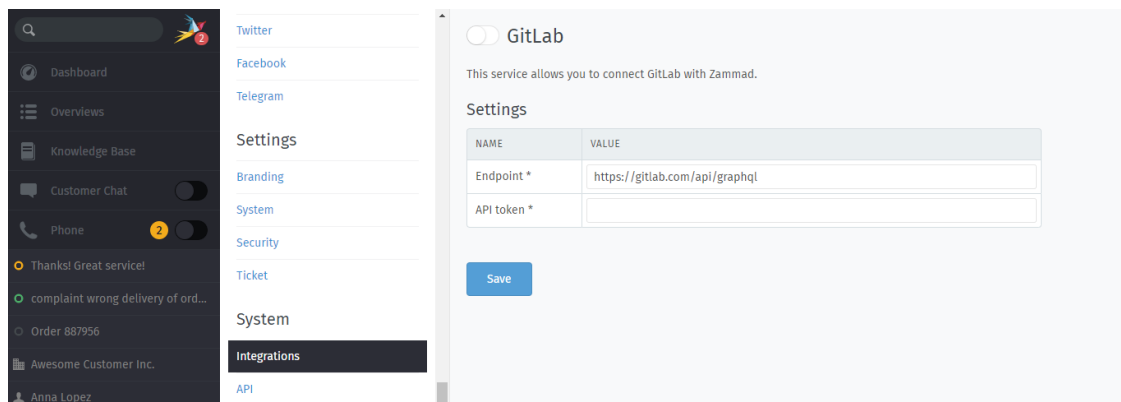 2
Dashboard
Overviews
Knowledge Base
Customer Chat
Phone 2
Thanks! Great service!
complaint wrong delivery of ord...
Order 887956
Awesome Customer Inc.
Anna Lopez
Twitter
Facebook
Telegram
Settings
Branding
System
Security
Ticket
System
Integrations
API
GitLab
This service allows you to connect GitLab with Zammad.
Settings
NAME VALUE
Endpoint * https://gitlab.com/api/graphql
API token *
Save